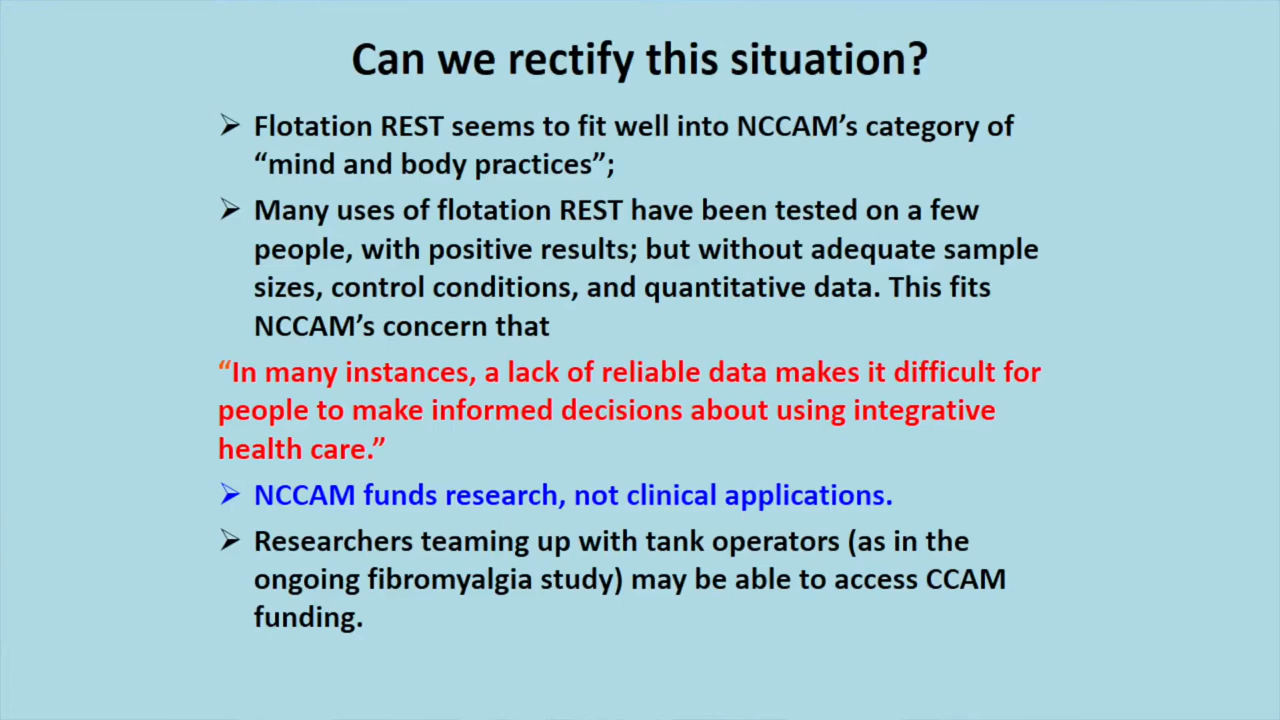 Can we rectify this situation?
➢ Flotation REST seems to fit well into NCCAM’s category of
“mind and body practices”;
➢ Many uses of flotation REST have been tested on a few
people, with positive results; but without adequate sample
sizes, control conditions, and quantitative data. This fits
NCCAM’s concern that
“In many instances, a lack of reliable data makes it difficult for
people to make informed decisions about using integrative
health care.”
➢ NCCAM funds research, not clinical applications.
➢ Researchers teaming up with tank operators (as in the
ongoing fibromyalgia study) may be able to access CCAM
funding.